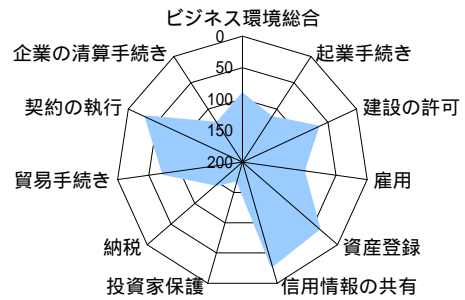 ビジネス環境総合
0
企業の清算手続き
起業手続き
50
契約の執行
100
建設の許可
150
200
貿易手続き
雇用
納税
資産登録
投資家保護
信用情報の共有